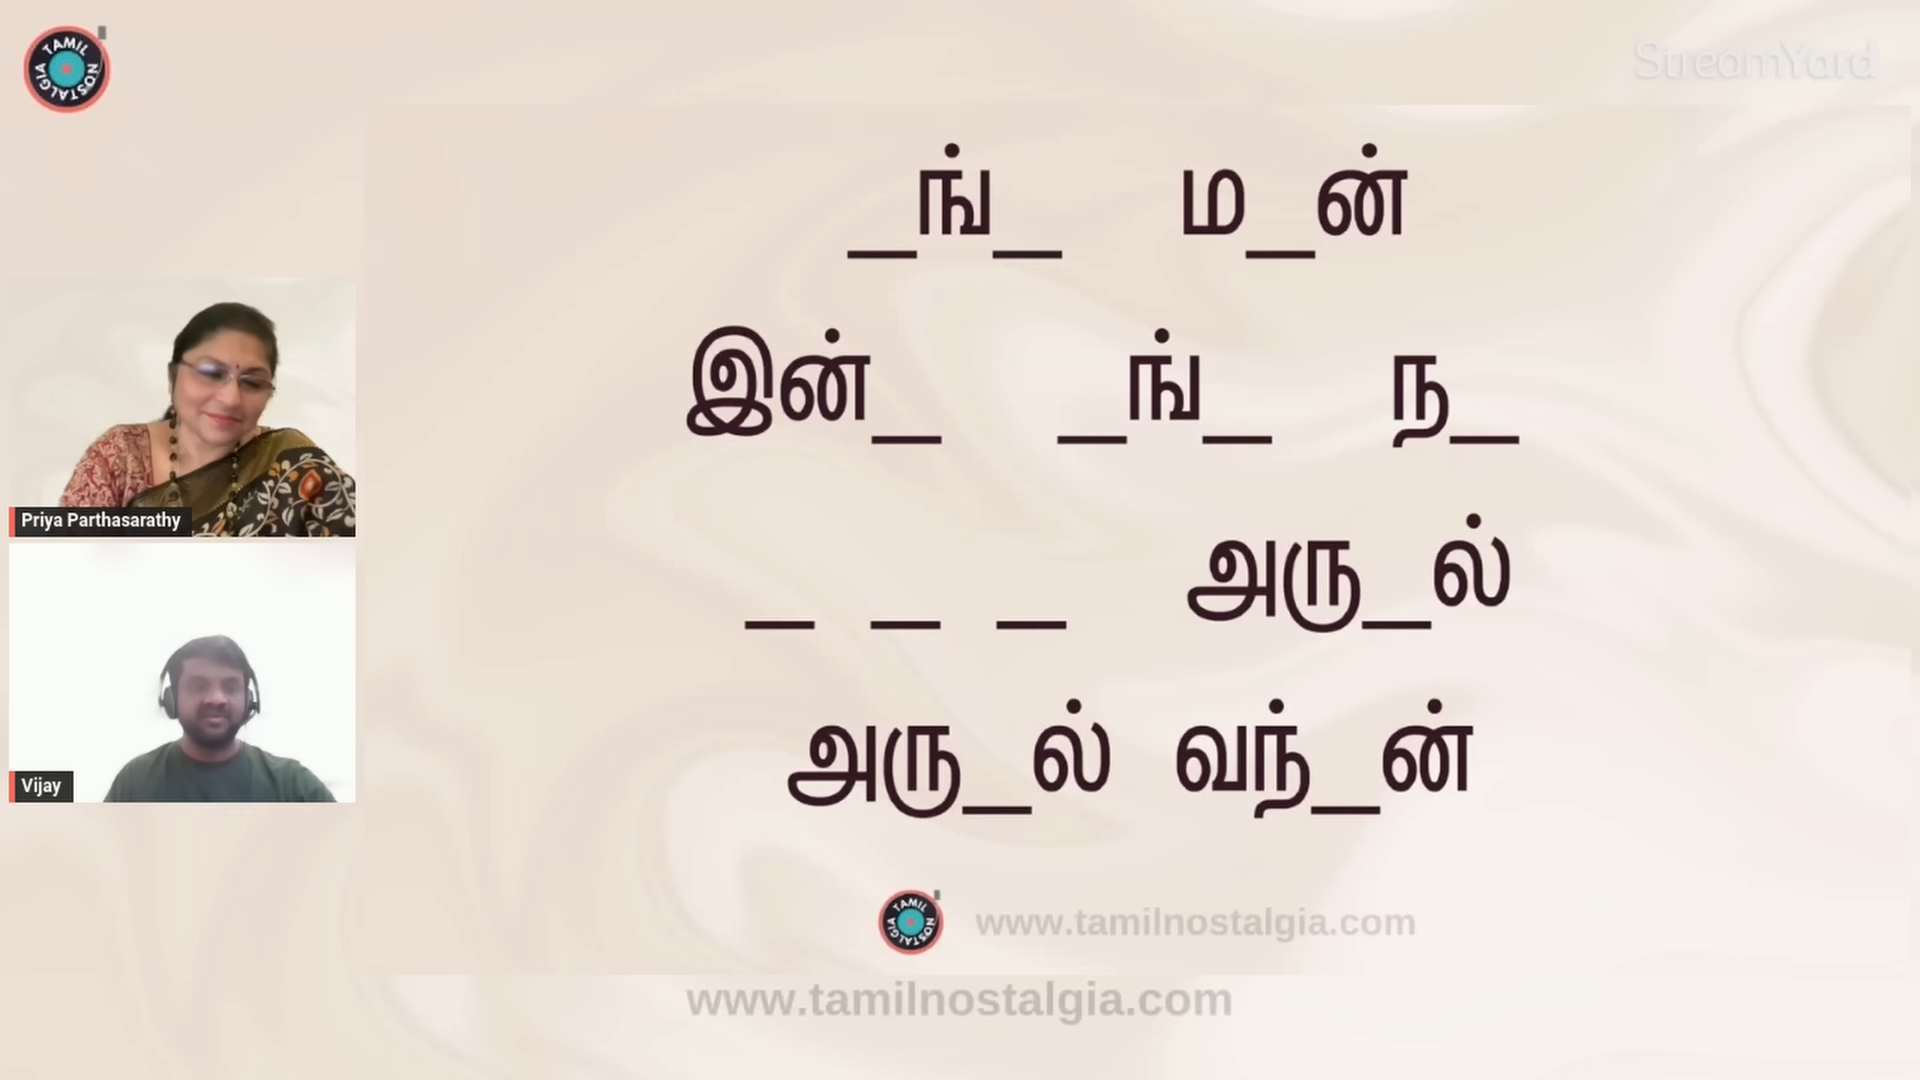 TAMIL NOSTALGIA
StreamYard
_ங்_ ம_ன்
இன்_ _ங்_ ந_
_ _ _ அரு_ல்
அரு_ல் வந்_ன்
Priya Parthasarathy
Vijay
TAMIL NOSTALGIA www.tamilnostalgia.com
www.tamilnostalgia.com